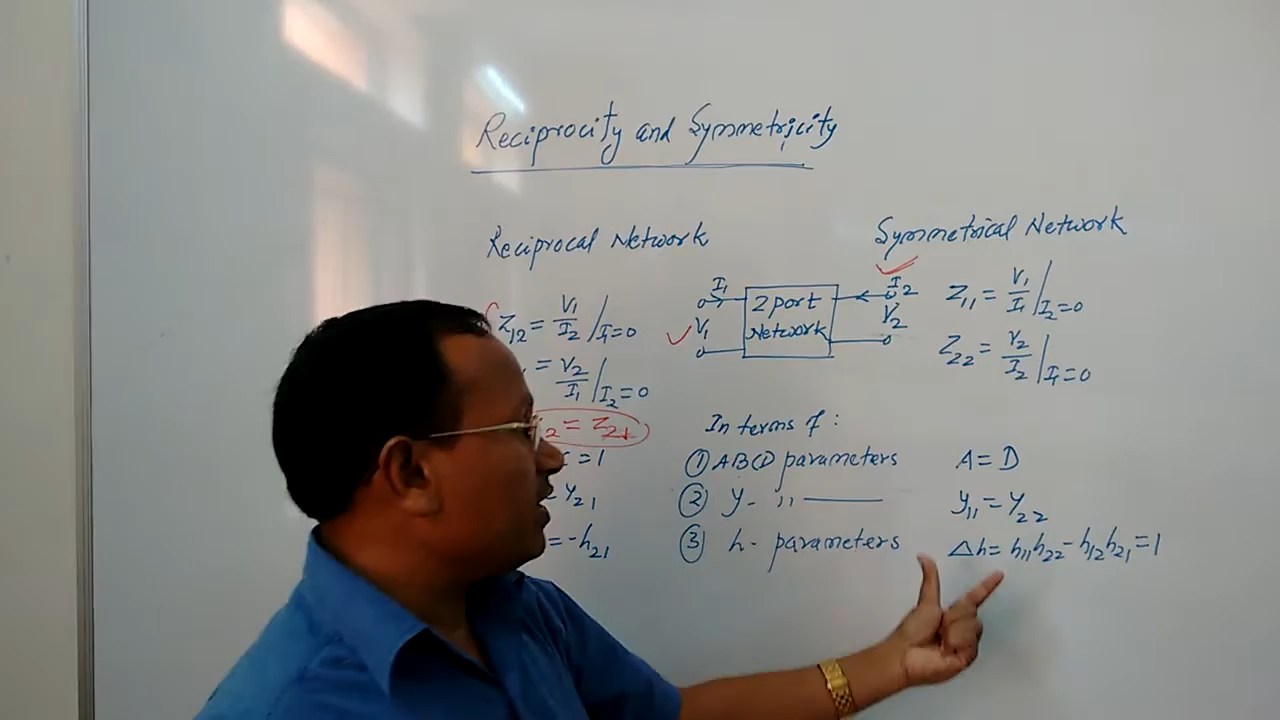 Reciprocity and Symmetricity
Reciprocal Network
Z12 = V1/I2 /I1=0
= V2/I1 /I2=0
2 = Z21
= 1
= Y21
= -h21
I1
V1
2 port
Network
I2
V2
In terms of :
① ABCD parameters
② y- ,, ———
③ h- parameters
Symmetrical Network
Z11 = V1/I1 /I2=0
Z22 = V2/I2 /I1=0
A = D
Y11 = Y22
Δh = h11h22 - h12h21 = 1